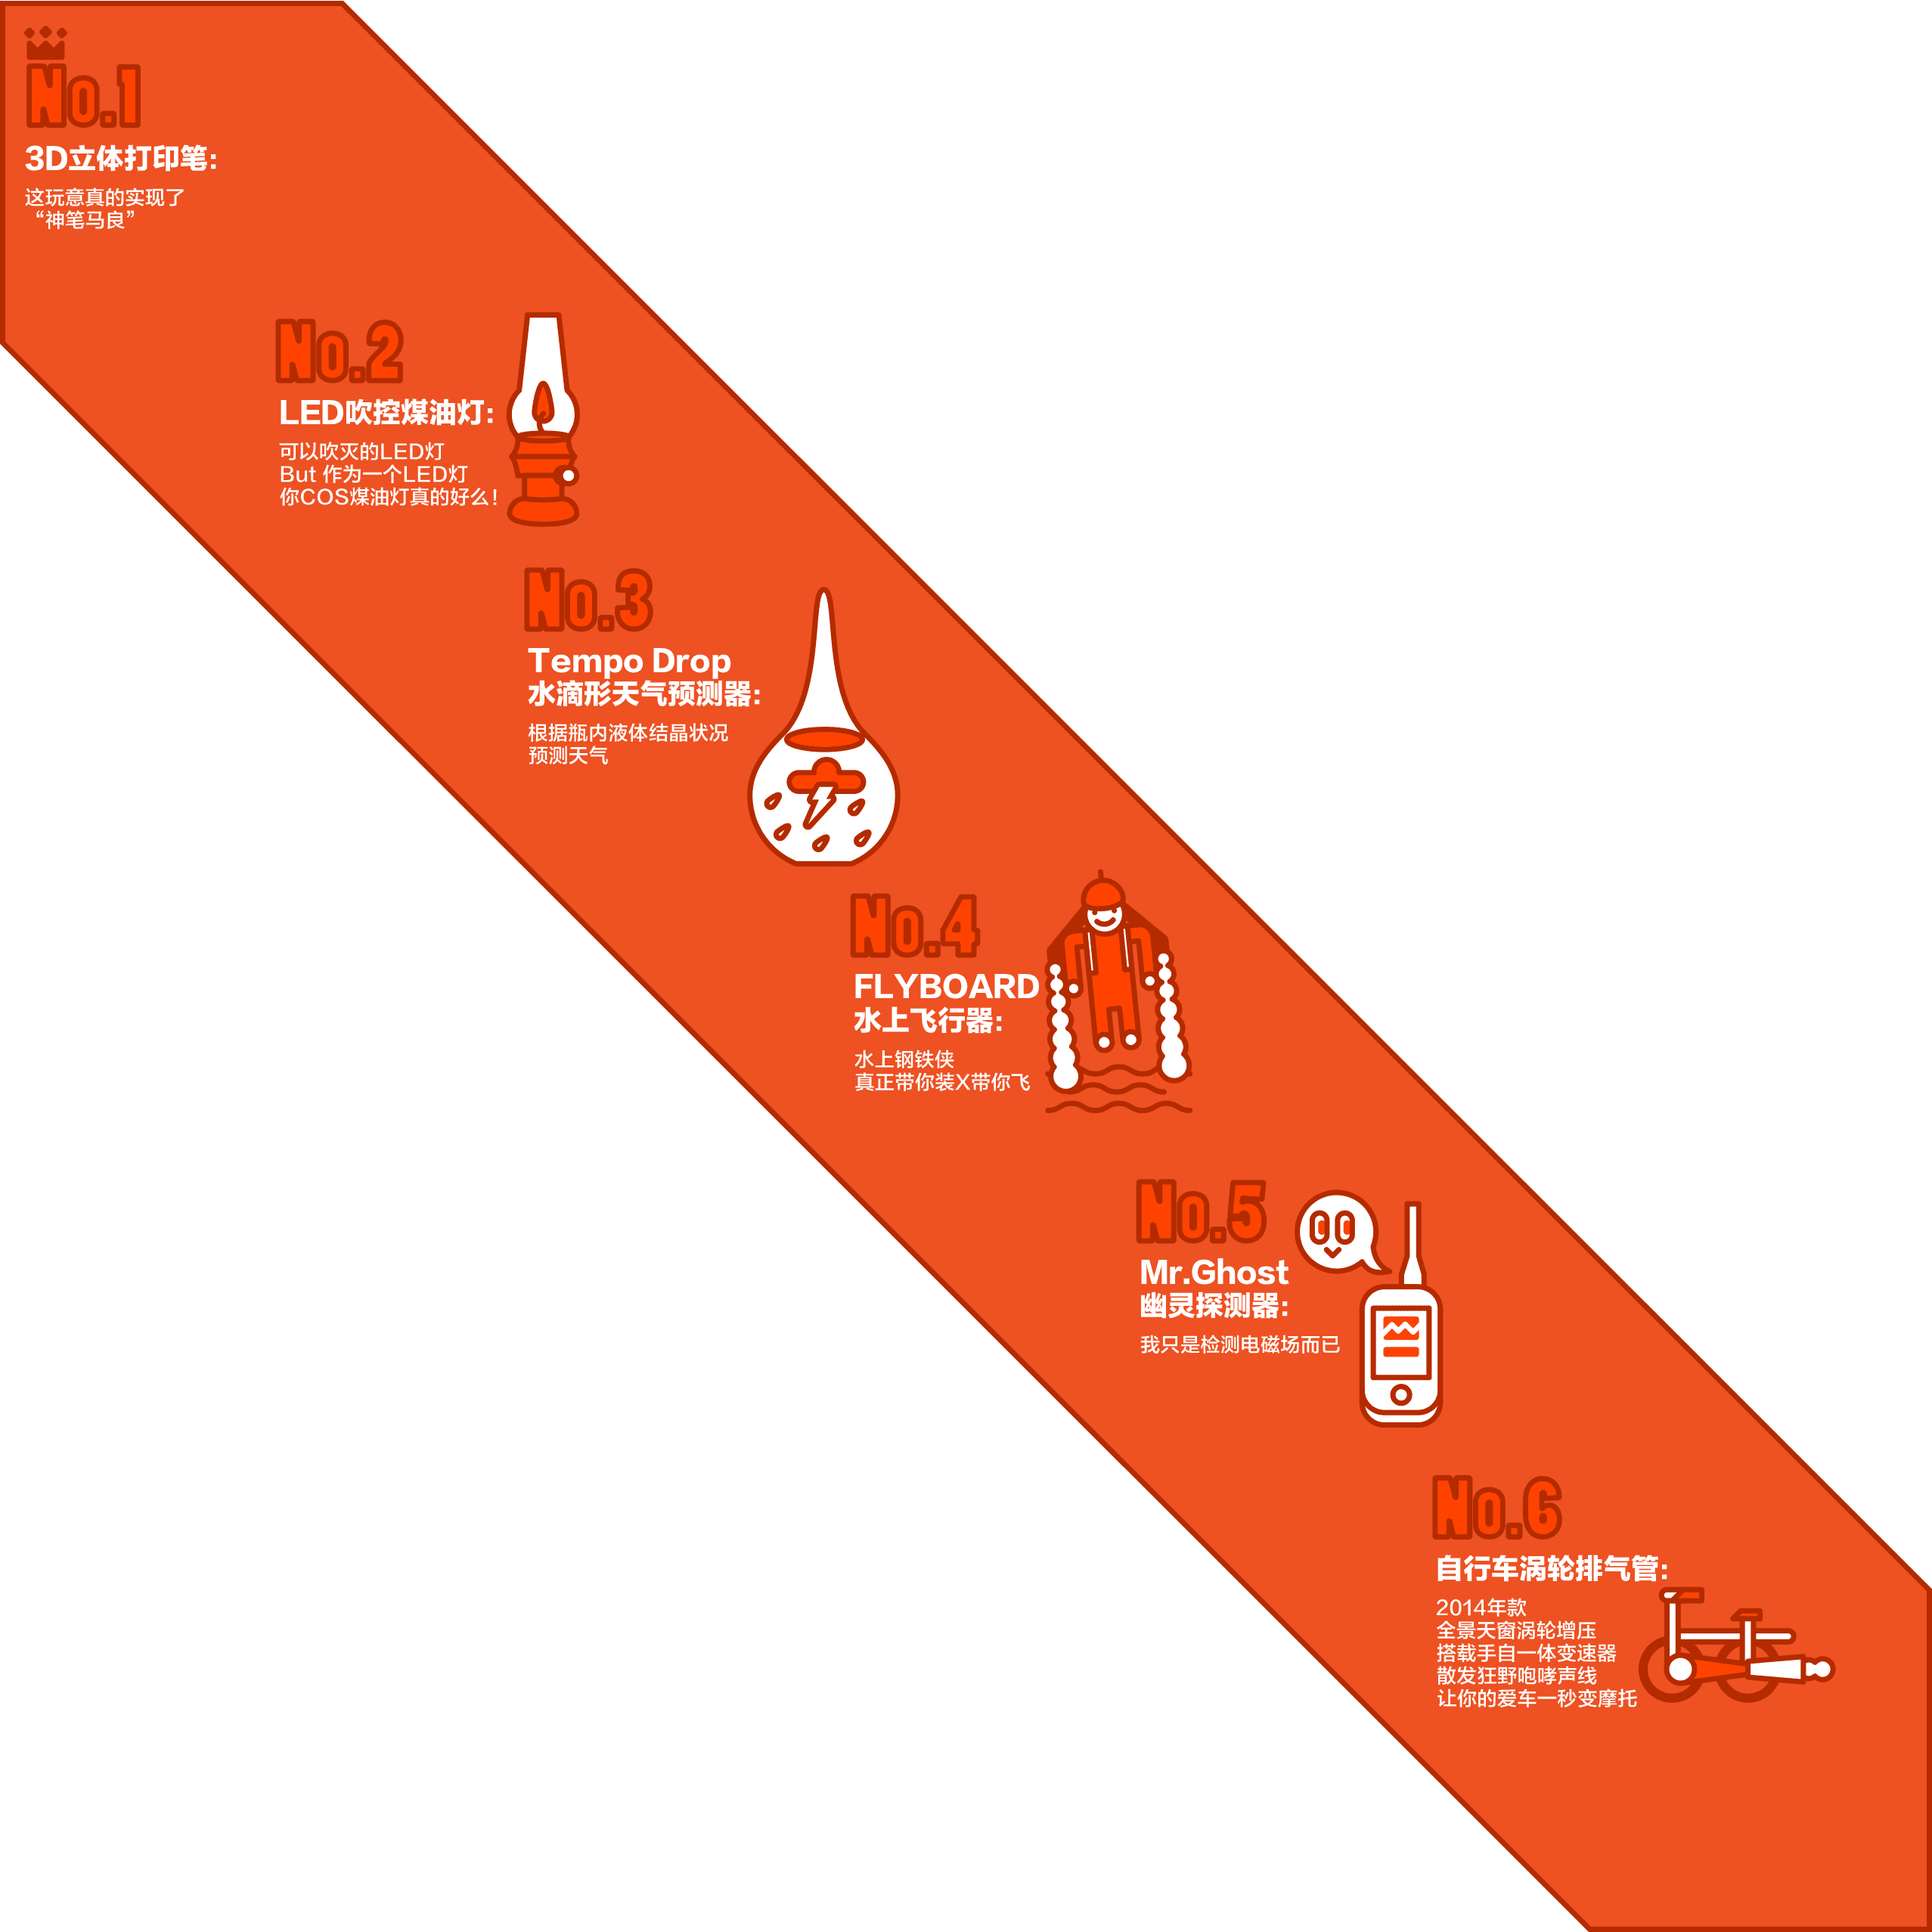 No.1
3D立体打印笔：
这玩意真的实现了
“神笔马良”
No.2
LED吹控煤油灯：
可以吹灭的LED灯
But 作为一个LED灯
你COS煤油灯真的好么！
No.3
Tempo Drop
水滴形天气预测器：
根据瓶内液体结晶状况
预测天气
No.4
FLYBOARD
水上飞行器：
水上钢铁侠
真正带你装X带你飞
No.5
Mr.Ghost
幽灵探测器：
我只是检测电磁场而已
No.6
自行车涡轮排气管：
2014年款
全景天窗涡轮增压
搭载手自一体变速器
散发狂野咆哮声线
让你的爱车一秒变摩托